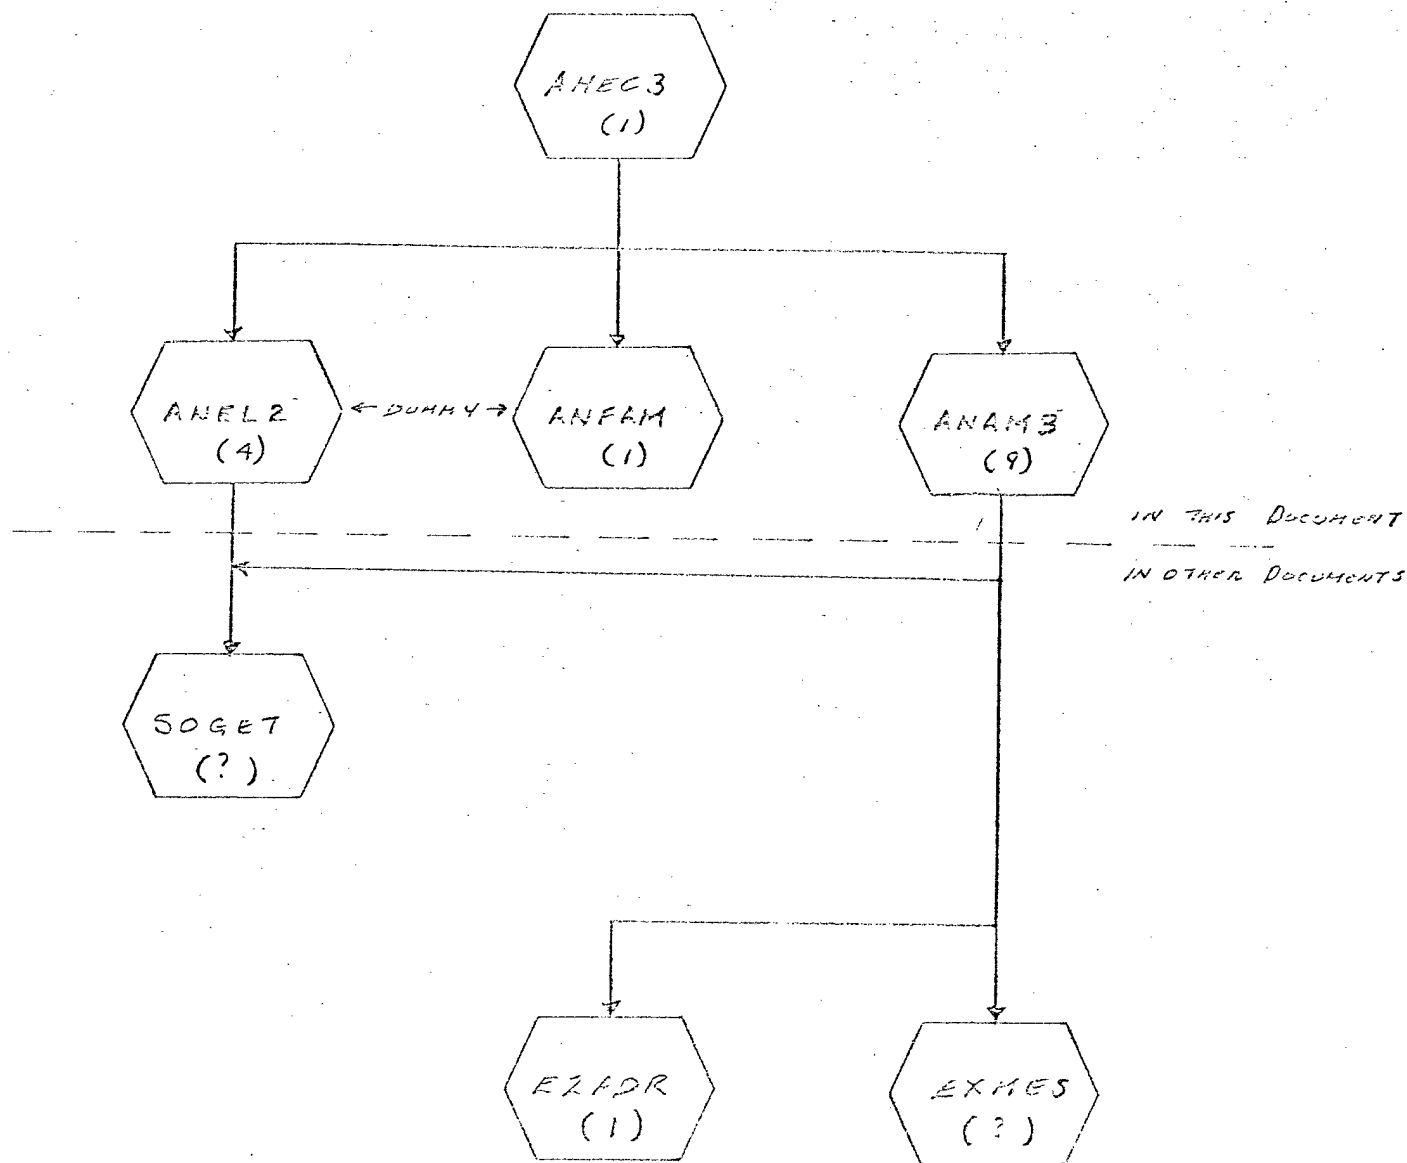 AHEC3
(1)
ANEL2
(4)
← DUMMY →
ANFAM
(1)
ANAM3
(9)
IN THIS DOCUMENT
IN OTHER DOCUMENTS
SOGET
(?)
EZADR
(1)
EXMES
(?)